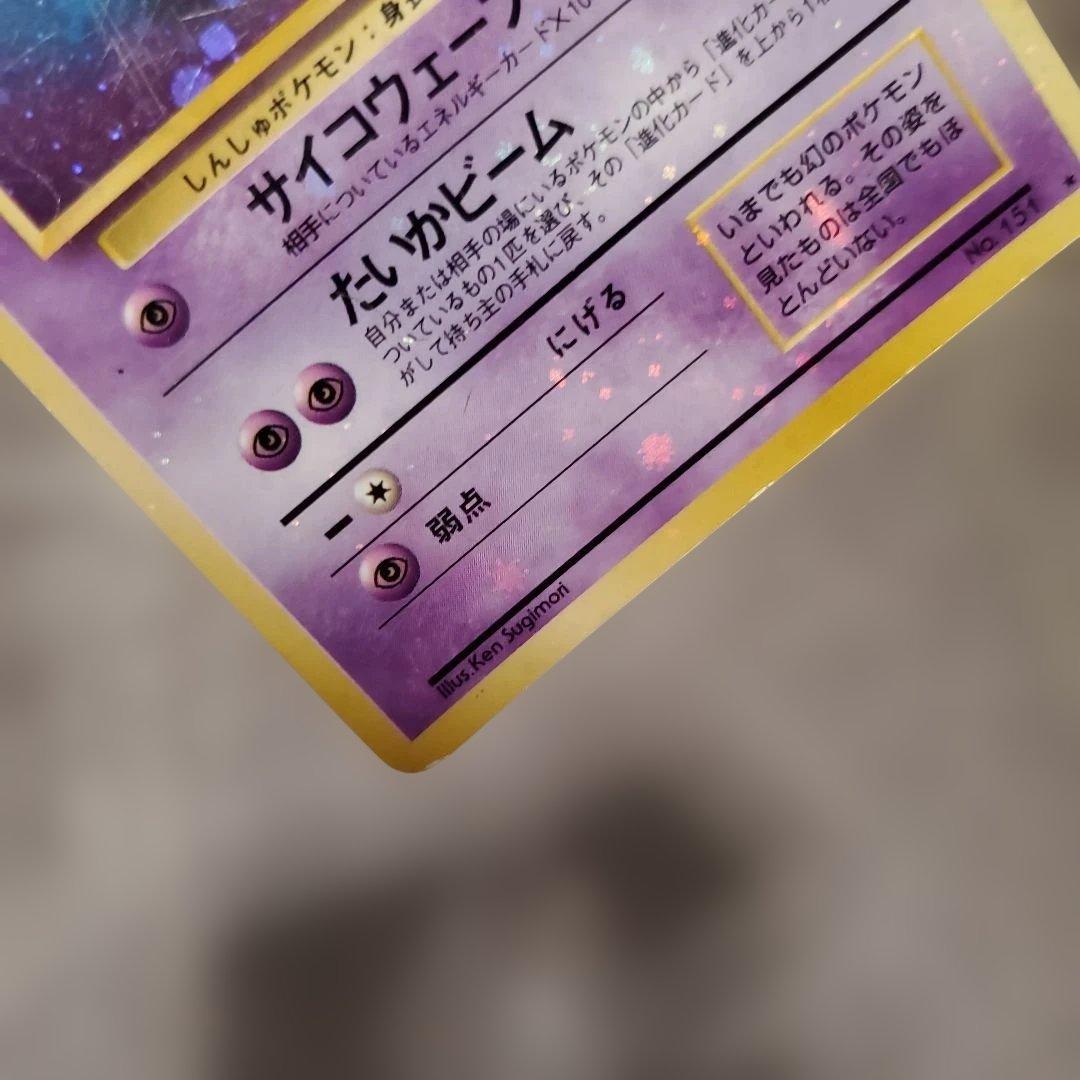 しんしゅポケモン：身
サイコウェーブ
相手についているエネルギーカード×10
たいかビーム
自分または相手の場にいるポケモンの中から「進化カー
ついているもの1匹を選び、その「進化カード」を上から1
がして持ち主の手札に戻す。
いまでも幻のポケモン
といわれる。その姿を
見たものは全国でもほ
とんどいない。
にげる
弱点
No. 151
Illus. Ken Sugimori